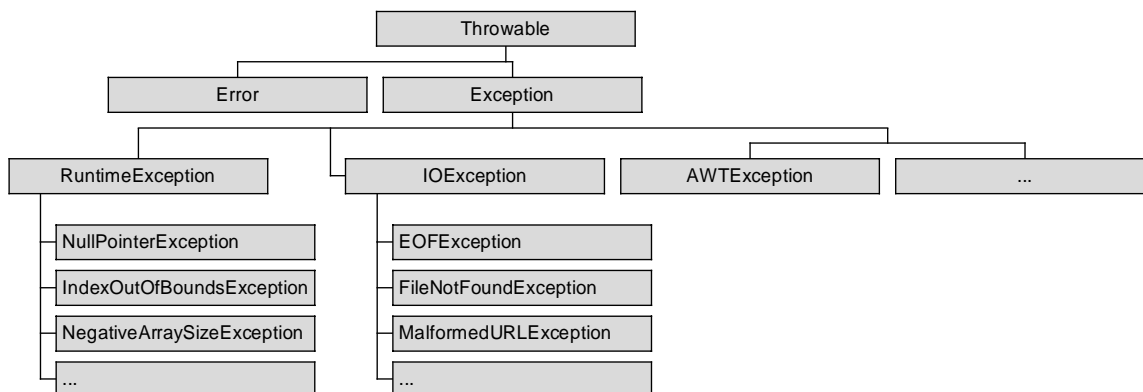 Throwable
Error
Exception
RuntimeException
IOException
AWTException
...
NullPointerException
EOFException
IndexOutOfBoundsException
FileNotFoundException
NegativeArraySizeException
MalformedURLException
...
...